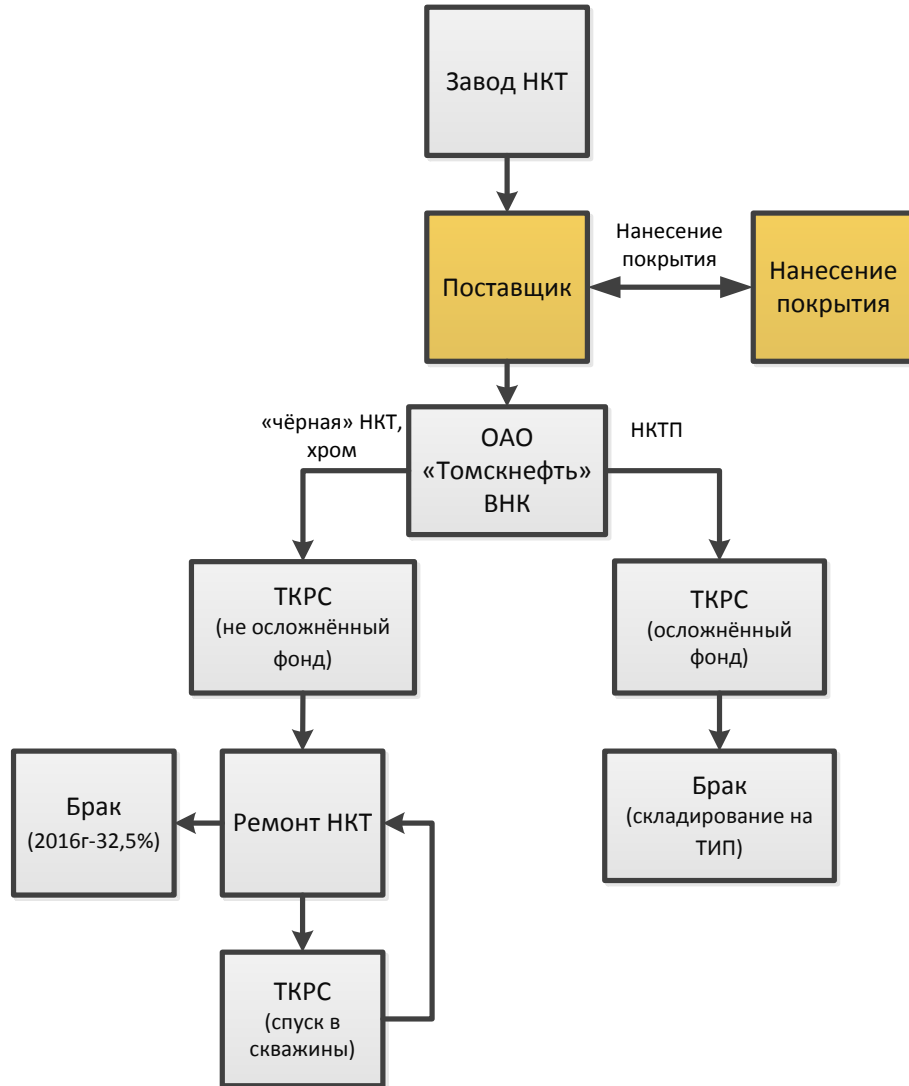 Завод НКТ
Нанесение
покрытия
Поставщик
Нанесение
покрытия
«чёрная» НКТ,
хром
ОАО
«Томскнефть»
ВНК
НКТП
ТКРС
(не осложнённый
фонд)
ТКРС
(осложнённый
фонд)
Брак
(2016г-32,5%)
Ремонт НКТ
Брак
(складирование на
ТИП)
ТКРС
(спуск в
скважины)